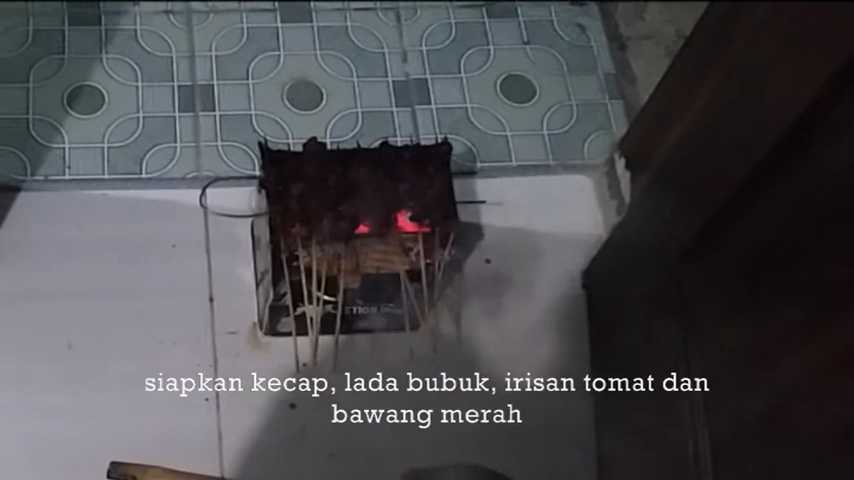 siapkan kecap, lada bubuk, irisan tomat dan
bawang merah